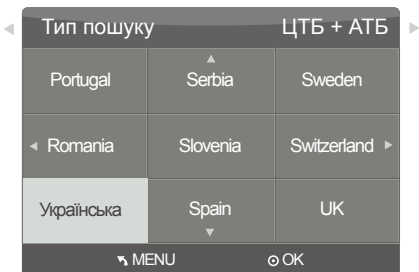 Тип пошуку ЦТБ + АТБ
Portugal Serbia Sweden
Romania Slovenia Switzerland
Українська Spain UK
MENU OK